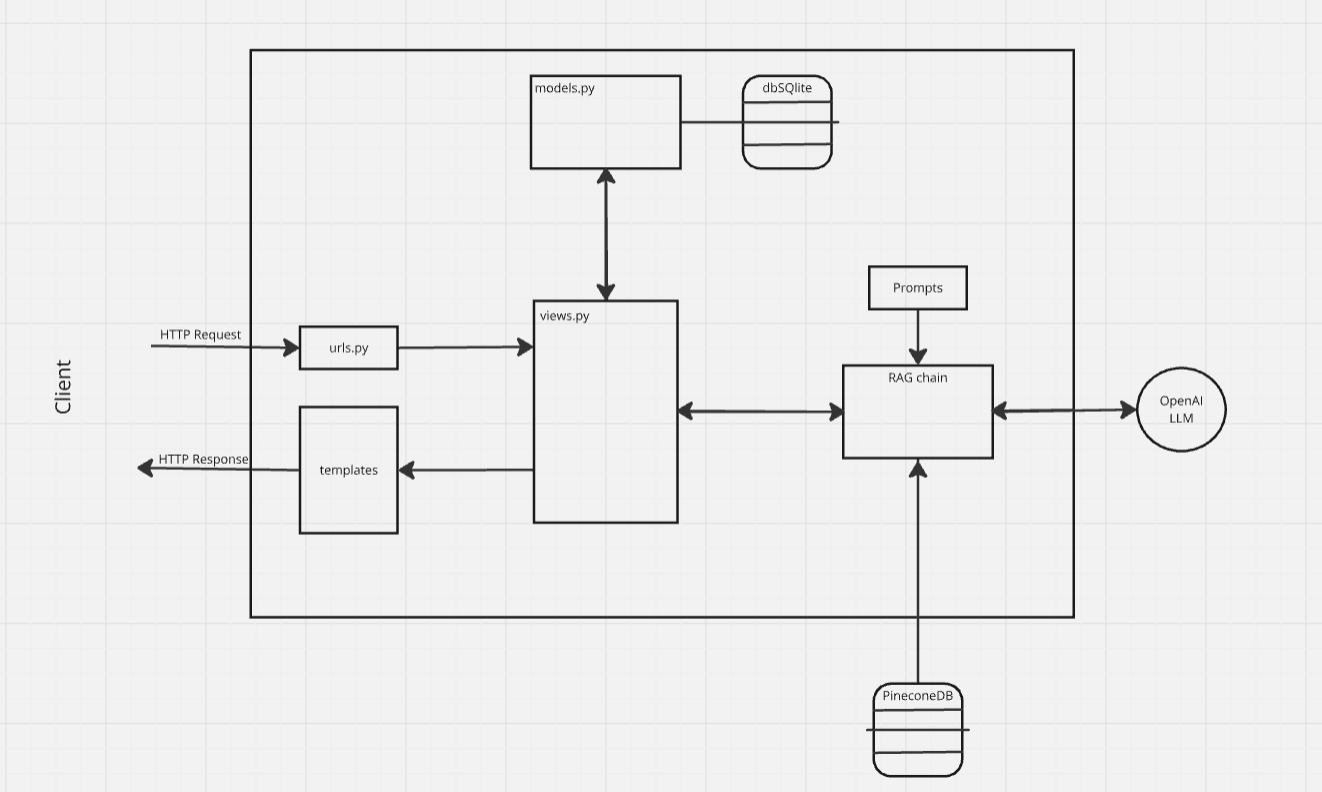 models.py
dbSQlite
Prompts
HTTP Request
urls.py
views.py
Client
RAG chain
OpenAI
LLM
HTTP Response
templates
PineconeDB